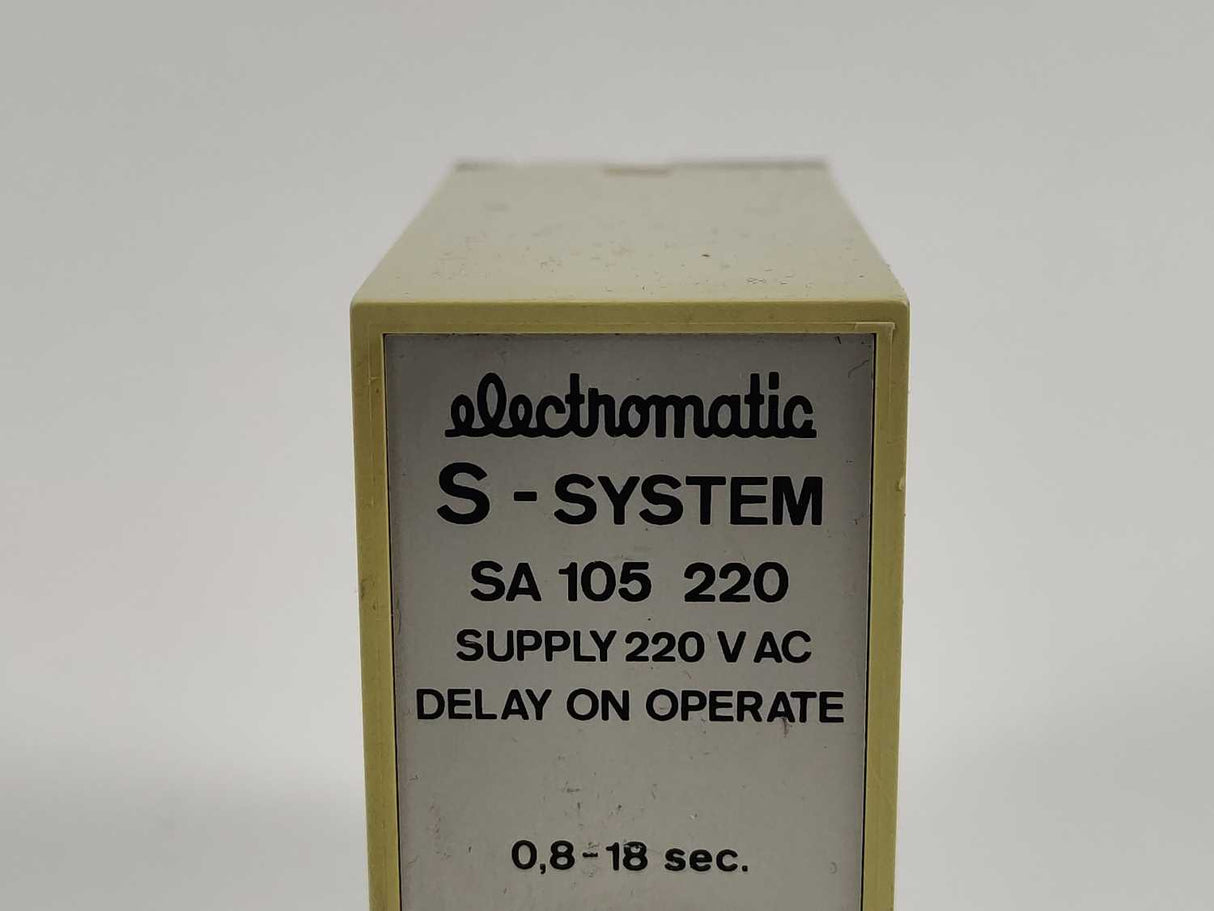 electromatic
S - SYSTEM
SA 105 220
SUPPLY 220 V AC
DELAY ON OPERATE
0,8-18 sec.